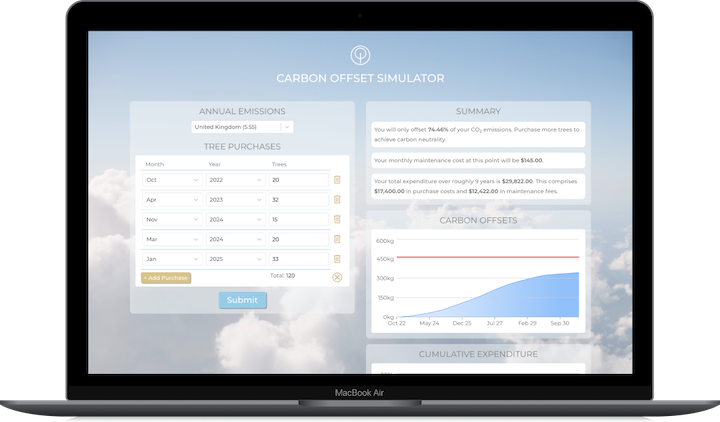 CARBON OFFSET SIMULATOR
ANNUAL EMISSIONS
United Kingdom (5.55)
TREE PURCHASES
Month Year Trees
Oct 2022 20
Apr 2023 32
Nov 2024 15
Mar 2024 20
Jan 2025 33
+ Add Purchase Total 120
Submit
SUMMARY
You will only offset 74.46% of your CO₂ emissions. Purchase more trees to
achieve carbon neutrality.
Your monthly maintenance cost at this point will be $145.00.
Your total expenditure over roughly 9 years is $29,822.00. This comprises
$17,400.00 in purchase costs and $12,422.00 in maintenance fees.
CARBON OFFSETS
600kg
450kg
300kg
150kg
0kg
Oct 22 May 24 Dec 25 Jul 27 Feb 29 Sep 30
CUMULATIVE EXPENDITURE
MacBook Air